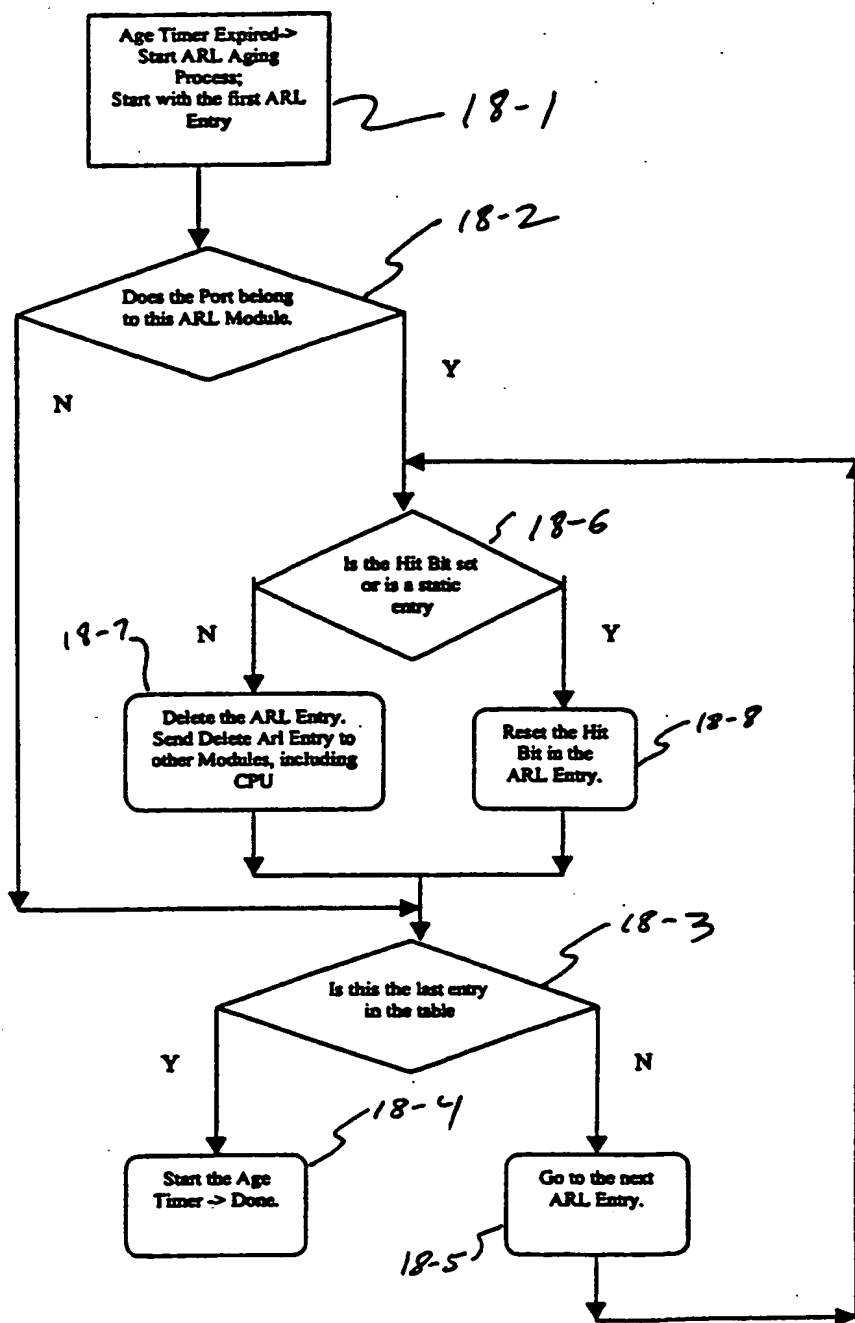 Age Timer Expired->
Start ARL Aging
Process;
Start with the first ARL
Entry
18-1
18-2
Does the Port belong
to this ARL Module.
N
Y
18-6
Is the Hit Bit set
or is a static
entry
18-7
N
Y
Delete the ARL Entry.
Send Delete Arl Entry to
other Modules, including
CPU
Reset the Hit
Bit in the
ARL Entry.
18-8
18-3
Is this the last entry
in the table
Y
N
18-4
Start the Age
Timer -> Done.
Go to the next
ARL Entry.
18-5